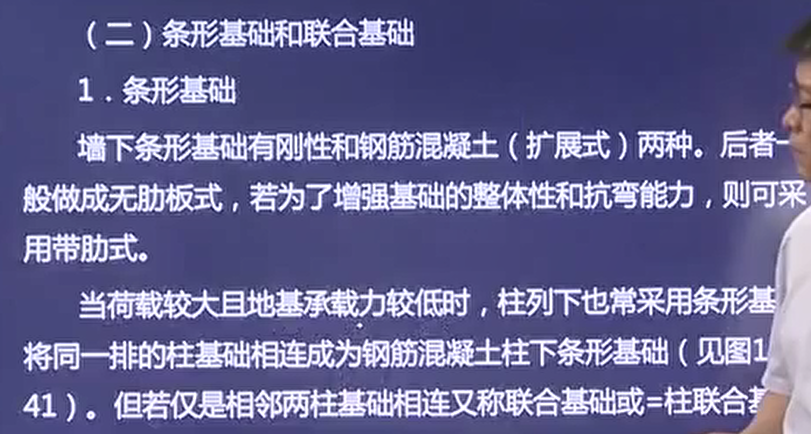 （二）条形基础和联合基础
1．条形基础
墙下条形基础有刚性和钢筋混凝土（扩展式）两种。后者一
般做成无肋板式，若为了增强基础的整体性和抗弯能力，则可采
用带肋式。
当荷载较大且地基承载力较低时，柱列下也常采用条形基
将同一排的柱基础相连成为钢筋混凝土柱下条形基础（见图1
41）。但若仅是相邻两柱基础相连又称联合基础或=柱联合基